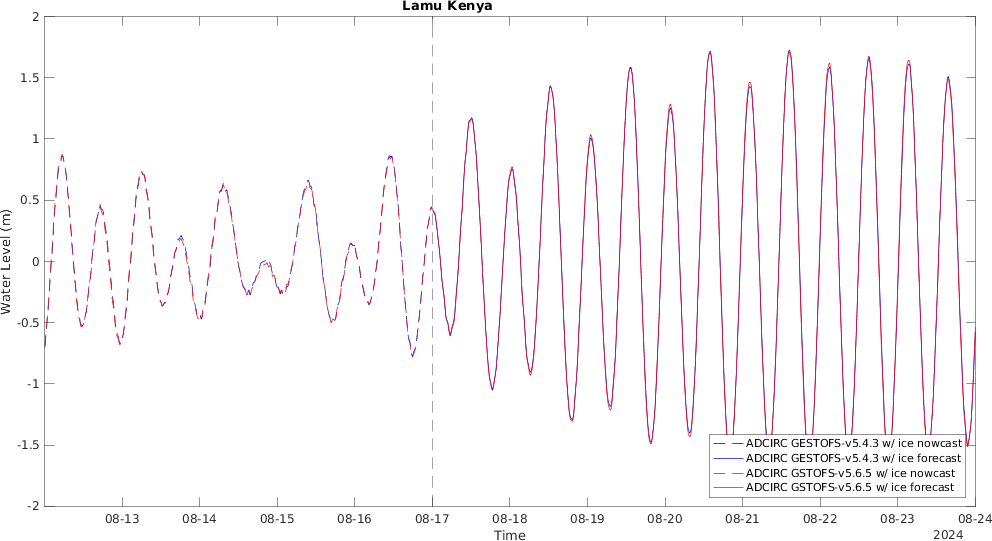 Lamu Kenya
Water Level (m)
2
1.5
1
0.5
0
-0.5
-1
-1.5
-2
ADCIRC GESTOFS-v5.4.3 w/ ice nowcast
ADCIRC GESTOFS-v5.4.3 w/ ice forecast
ADCIRC GSTOFS-v5.6.5 w/ ice nowcast
ADCIRC GSTOFS-v5.6.5 w/ ice forecast
08-13 08-14 08-15 08-16 08-17 08-18 08-19 08-20 08-21 08-22 08-23 08-24
Time
2024